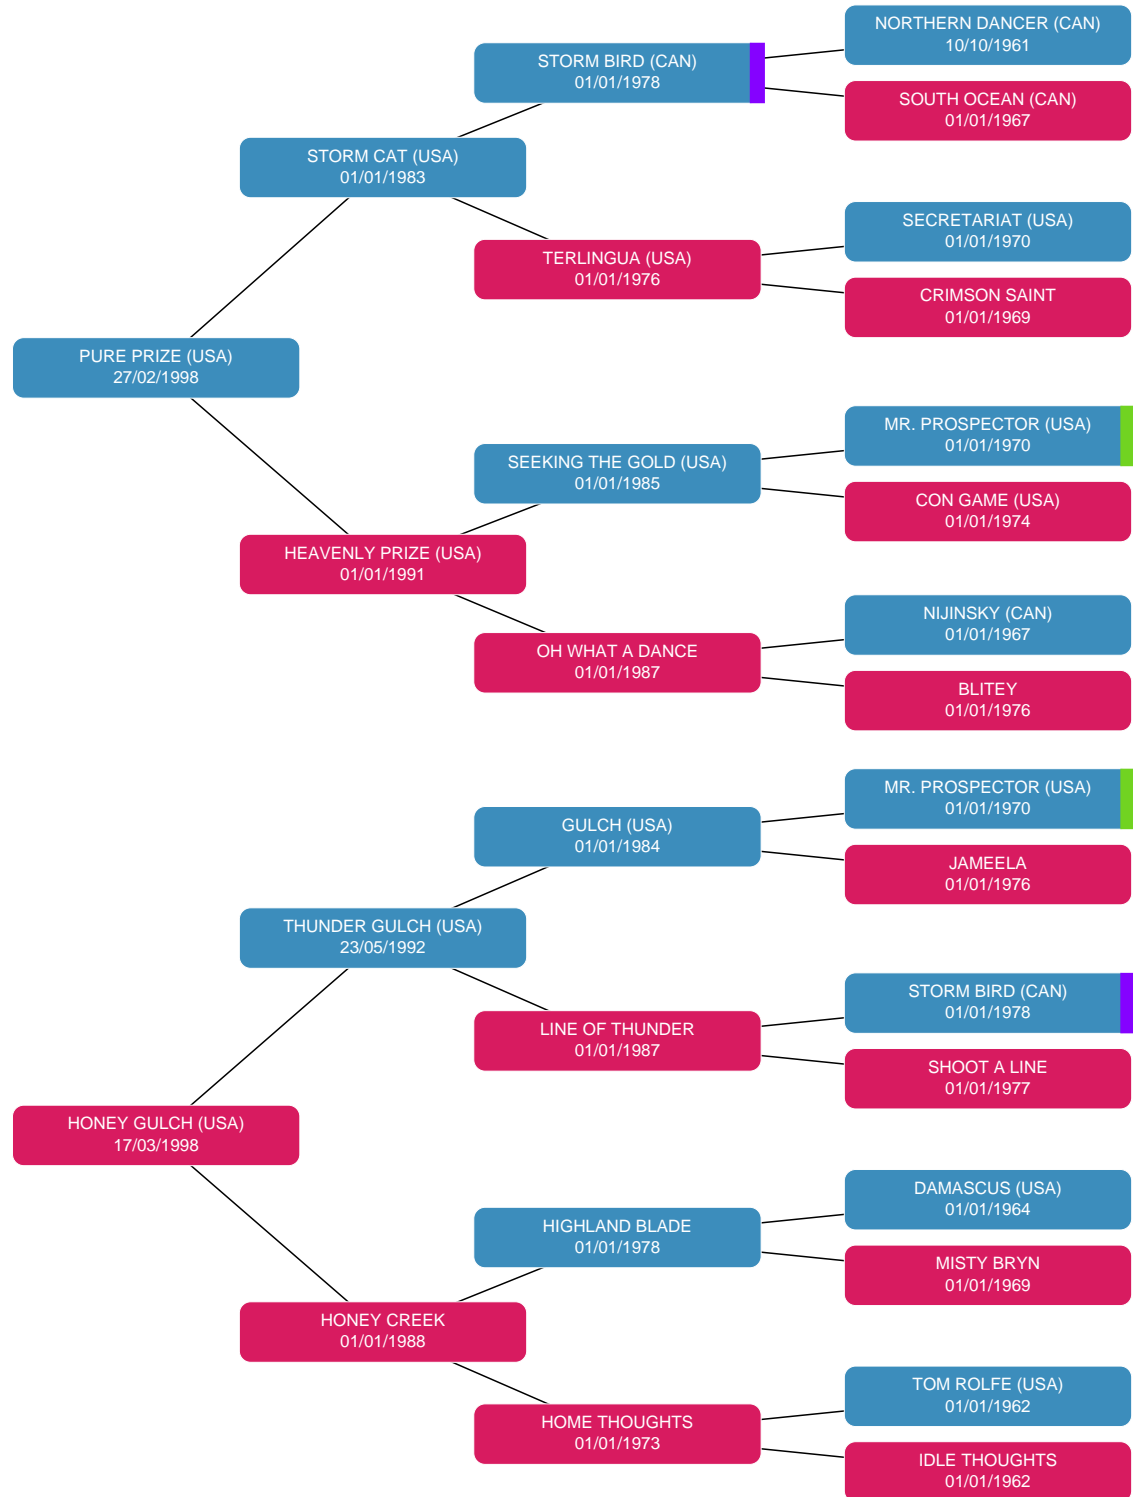 NORTHERN DANCER (CAN)
10/10/1961
STORM BIRD (CAN)
01/01/1978
SOUTH OCEAN (CAN)
01/01/1967
STORM CAT (USA)
01/01/1983
SECRETARIAT (USA)
01/01/1970
TERLINGUA (USA)
01/01/1976
CRIMSON SAINT
01/01/1969
PURE PRIZE (USA)
27/02/1998
MR. PROSPECTOR (USA)
01/01/1970
SEEKING THE GOLD (USA)
01/01/1985
CON GAME (USA)
01/01/1974
HEAVENLY PRIZE (USA)
01/01/1991
NIJINSKY (CAN)
01/01/1967
OH WHAT A DANCE
01/01/1987
BLITEY
01/01/1976
MR. PROSPECTOR (USA)
01/01/1970
GULCH (USA)
01/01/1984
JAMEELA
01/01/1976
THUNDER GULCH (USA)
23/05/1992
STORM BIRD (CAN)
01/01/1978
LINE OF THUNDER
01/01/1987
SHOOT A LINE
01/01/1977
HONEY GULCH (USA)
17/03/1998
DAMASCUS (USA)
01/01/1964
HIGHLAND BLADE
01/01/1978
MISTY BRYN
01/01/1969
HONEY CREEK
01/01/1988
TOM ROLFE (USA)
01/01/1962
HOME THOUGHTS
01/01/1973
IDLE THOUGHTS
01/01/1962